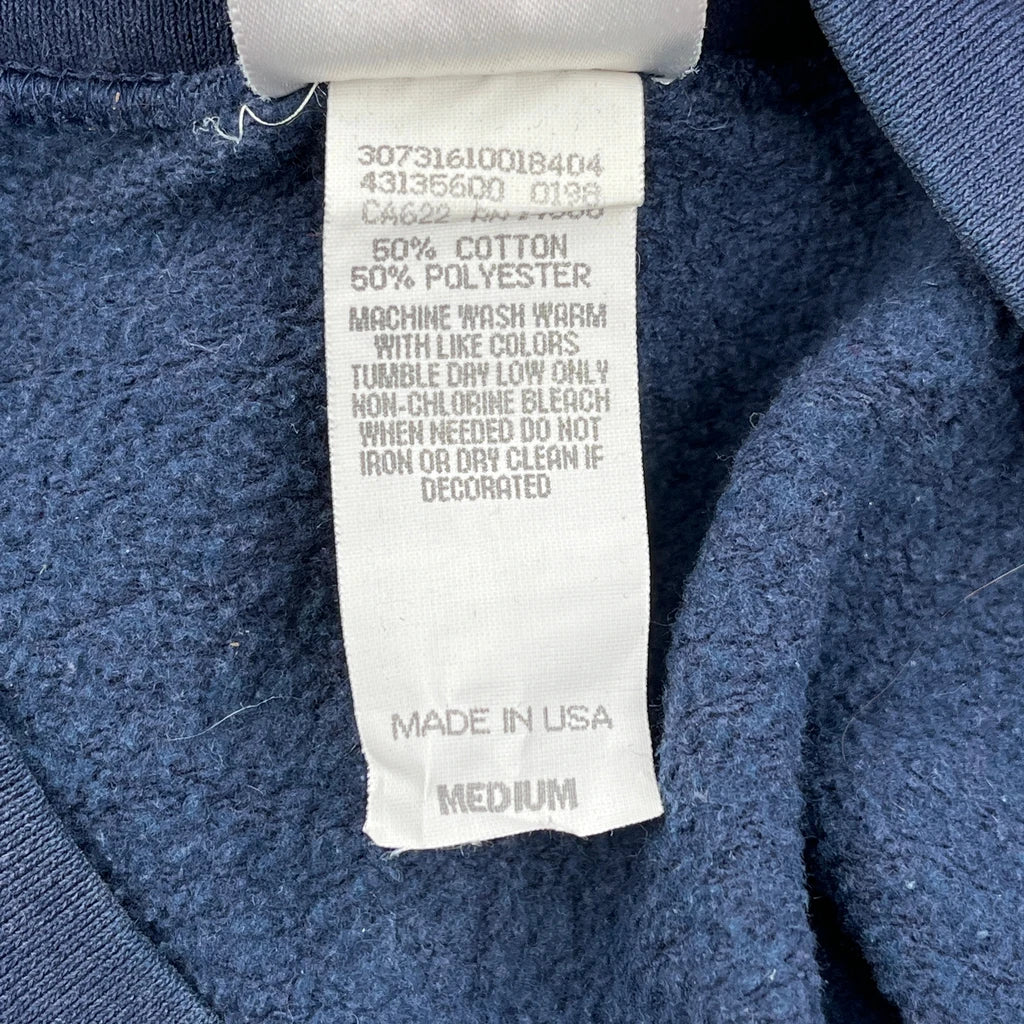 30731610018404
43135600 0198
CA622
50% COTTON
50% POLYESTER
MACHINE WASH WARM
WITH LIKE COLORS
TUMBLE DRY LOW ONLY
NON-CHLORINE BLEACH
WHEN NEEDED DO NOT
IRON OR DRY CLEAN IF
DECORATED
MADE IN USA
MEDIUM